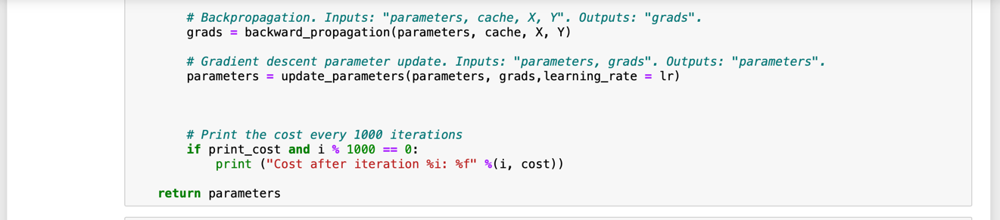 # Backpropagation. Inputs: "parameters, cache, X, Y". Outputs: "grads".
grads = backward_propagation(parameters, cache, X, Y)
# Gradient descent parameter update. Inputs: "parameters, grads". Outputs: "parameters".
parameters = update_parameters(parameters, grads,learning_rate = lr)
# Print the cost every 1000 iterations
if print_cost and i % 1000 == 0:
print ("Cost after iteration %i: %f" %(i, cost))
return parameters